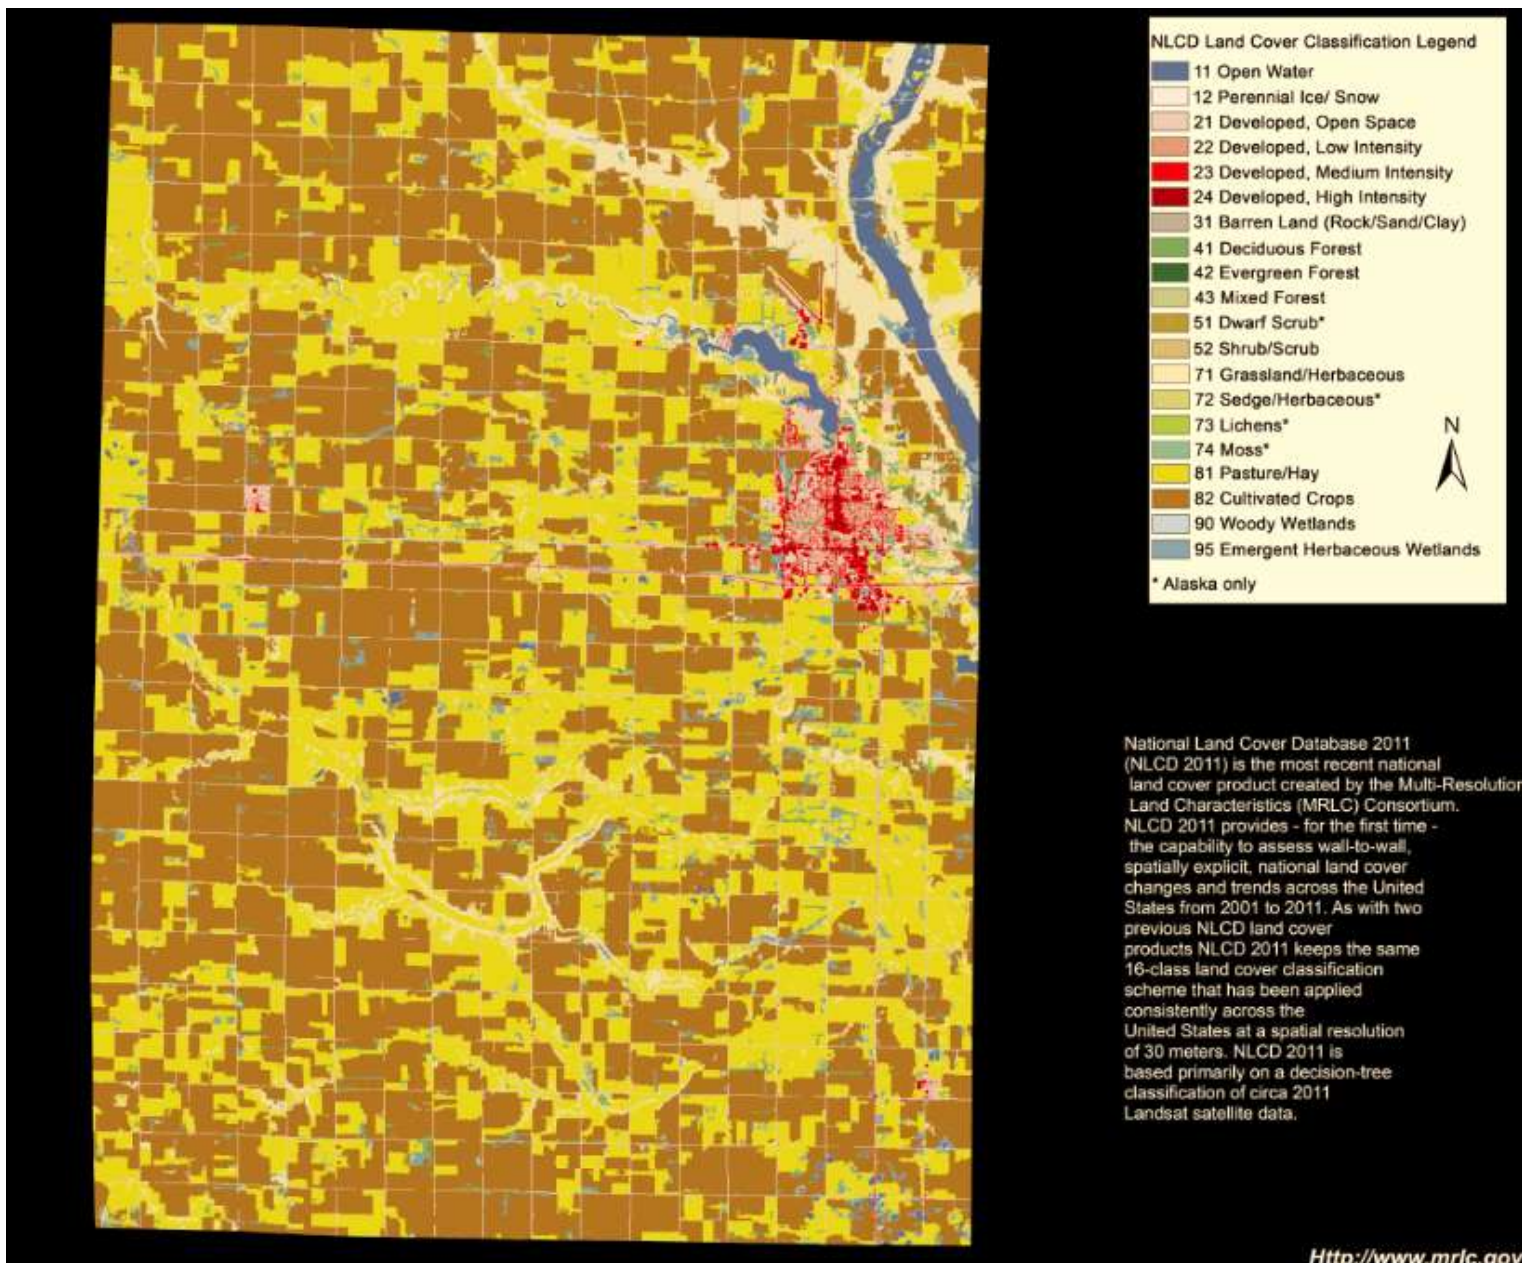 NLCD Land Cover Classification Legend
11 Open Water
12 Perennial Ice/ Snow
21 Developed, Open Space
22 Developed, Low Intensity
23 Developed, Medium Intensity
24 Developed, High Intensity
31 Barren Land (Rock/Sand/Clay)
41 Deciduous Forest
42 Evergreen Forest
43 Mixed Forest
51 Dwarf Scrub*
52 Shrub/Scrub
71 Grassland/Herbaceous
72 Sedge/Herbaceous*
73 Lichens*
74 Moss*
81 Pasture/Hay
82 Cultivated Crops
90 Woody Wetlands
95 Emergent Herbaceous Wetlands
* Alaska only
N
National Land Cover Database 2011
(NLCD 2011) is the most recent national
land cover product created by the Multi-Resolution
Land Characteristics (MRLC) Consortium.
NLCD 2011 provides - for the first time -
the capability to assess wall-to-wall,
spatially explicit, national land cover
changes and trends across the United
States from 2001 to 2011. As with two
previous NLCD land cover
products NLCD 2011 keeps the same
16-class land cover classification
scheme that has been applied
consistently across the
United States at a spatial resolution
of 30 meters. NLCD 2011 is
based primarily on a decision-tree
classification of circa 2011
Landsat satellite data.
Http://www.mrlc.gov